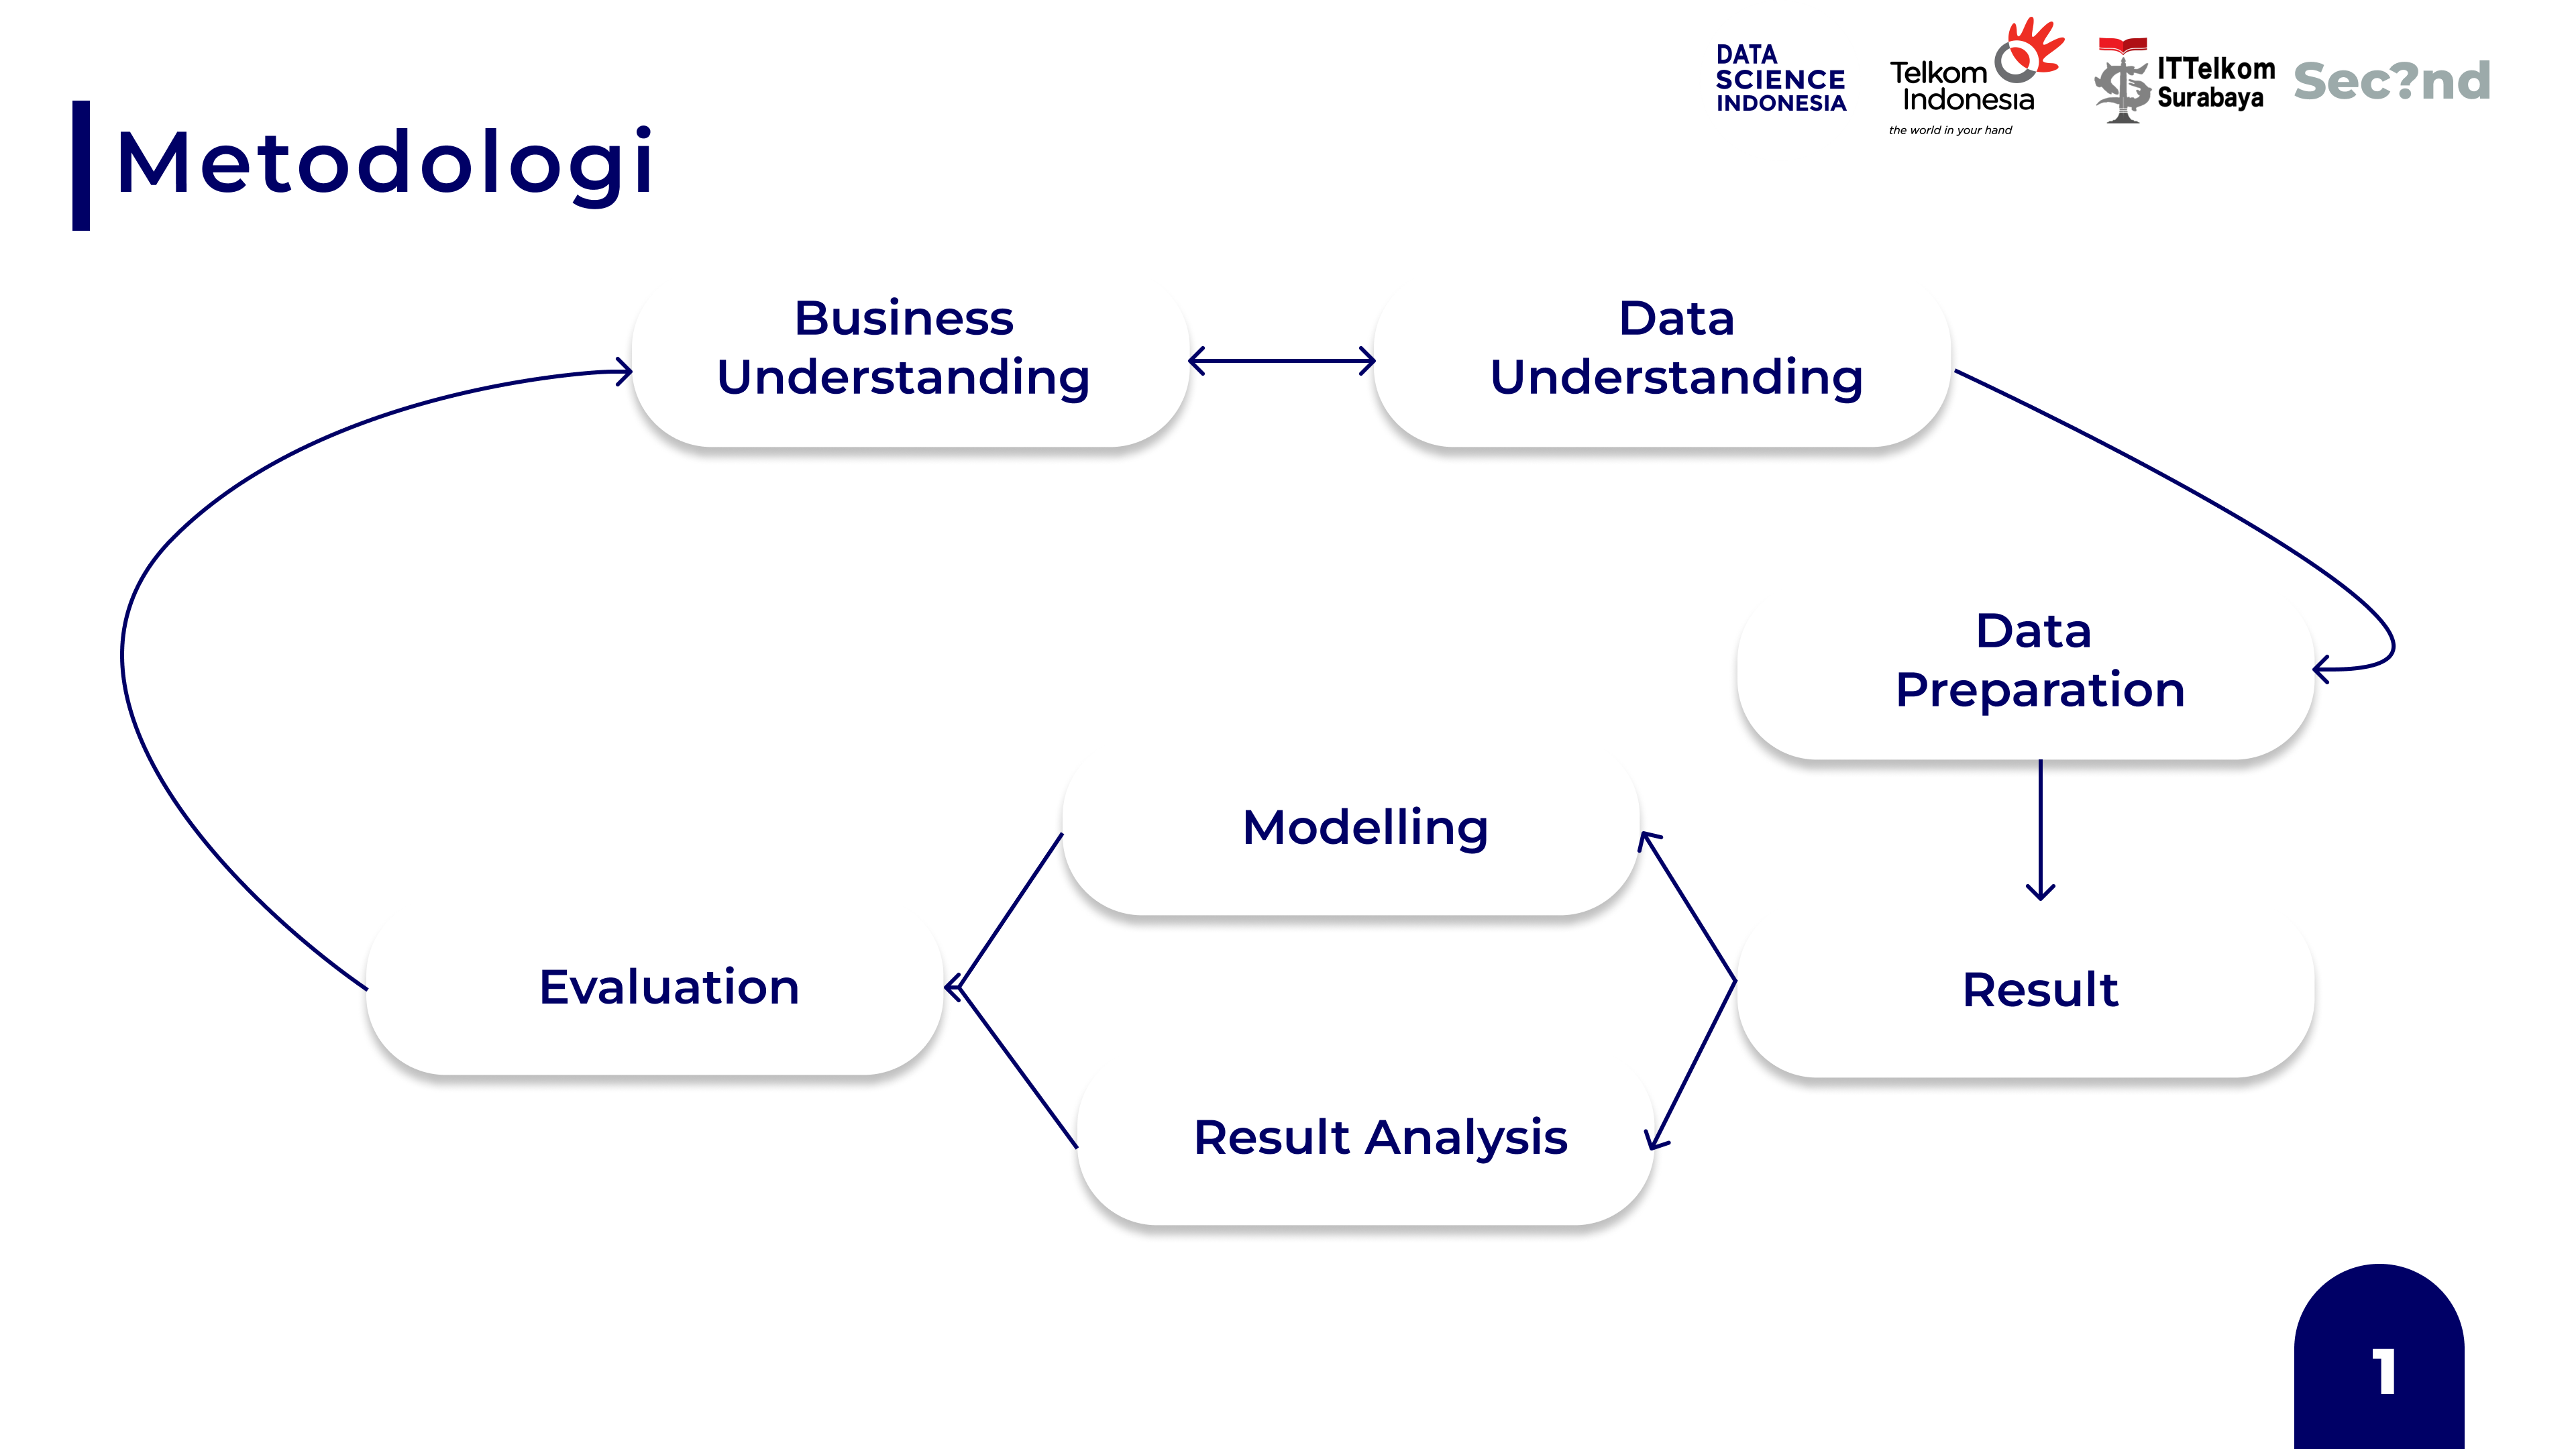 DATA
SCIENCE
INDONESIA
Telkom
Indonesia
the world in your hand
ITTelkom
Surabaya
Sec?nd
Metodologi
Business
Understanding
Data
Understanding
Data
Preparation
Modelling
Evaluation
Result
Result Analysis
1